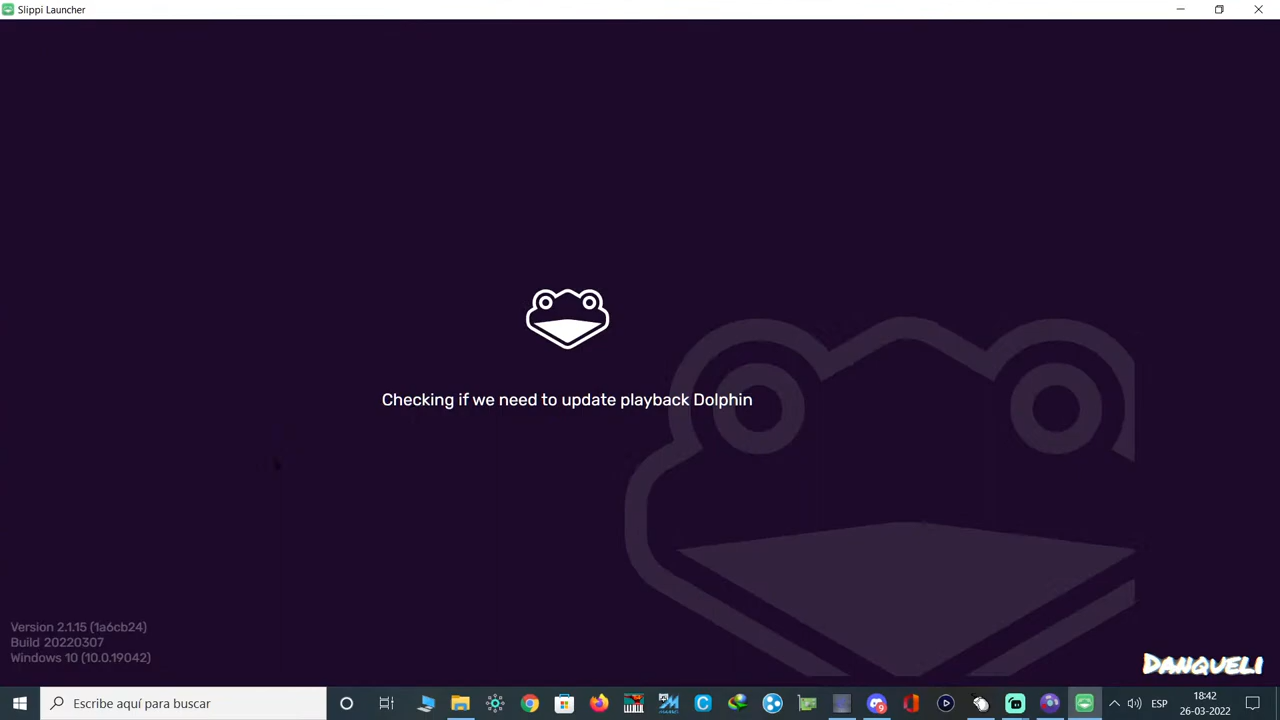 Slippi Launcher
Checking if we need to update playback Dolphin
Version 2.1.15 (1a6cb24)
Build 20220307
Windows 10 (10.0.19042)
DANQUELI
Escribe aquí para buscar
ESP
18:42
26-03-2022